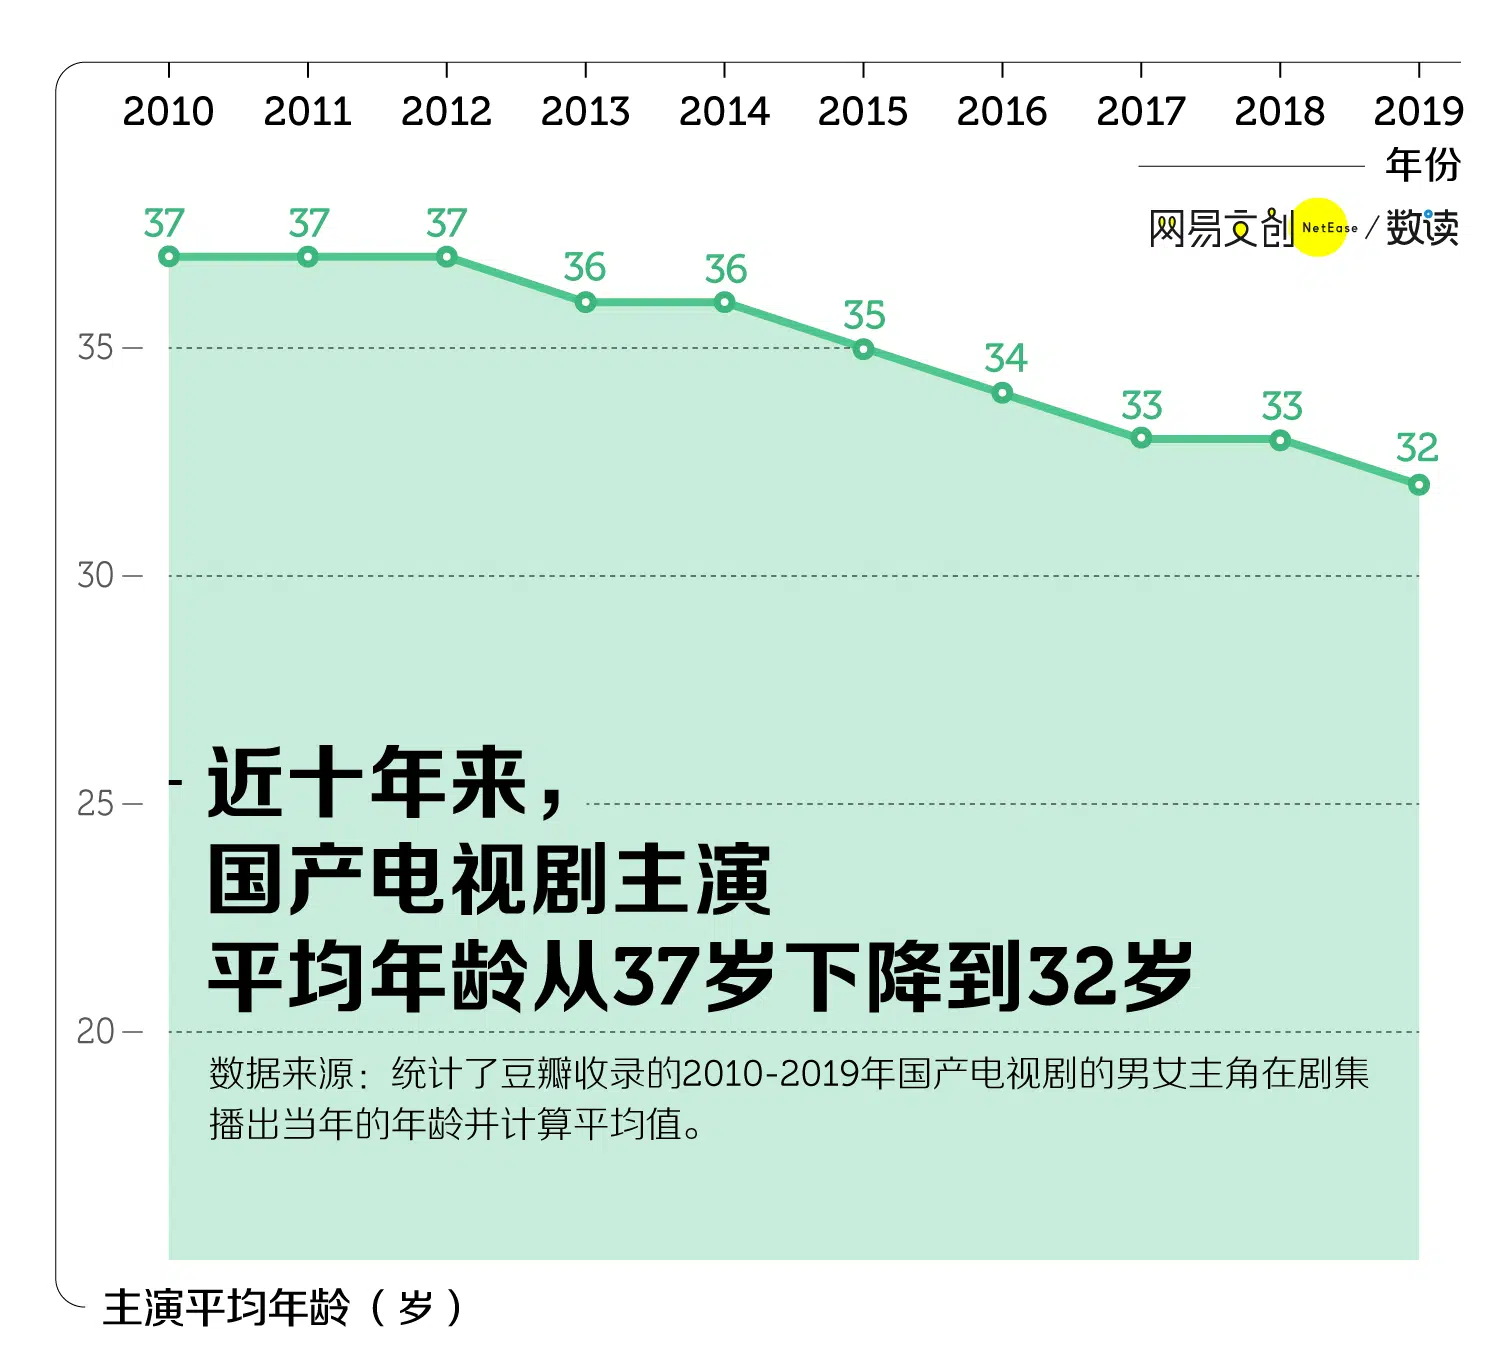 2010 2011 2012 2013 2014 2015 2016 2017 2018 2019
年份
网易文创 NetEase / 数读
37 37 37 36 36 35 34 33 33 32
35
30
25
20
近十年来，
国产电视剧主演
平均年龄从37岁下降到32岁
数据来源：统计了豆瓣收录的2010-2019年国产电视剧的男女主角在剧集
播出当年的年龄并计算平均值。
主演平均年龄（岁）